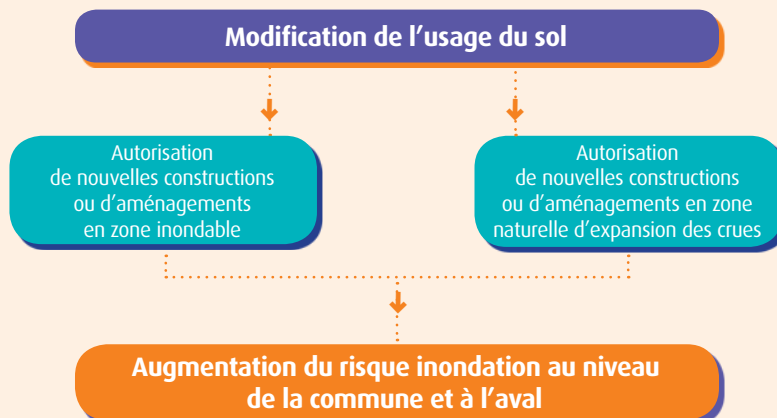 Modification de l’usage du sol
Autorisation
de nouvelles constructions
ou d’aménagements
en zone inondable
Autorisation
de nouvelles constructions
ou d’aménagements en zone
naturelle d’expansion des crues
Augmentation du risque inondation au niveau
de la commune et à l’aval